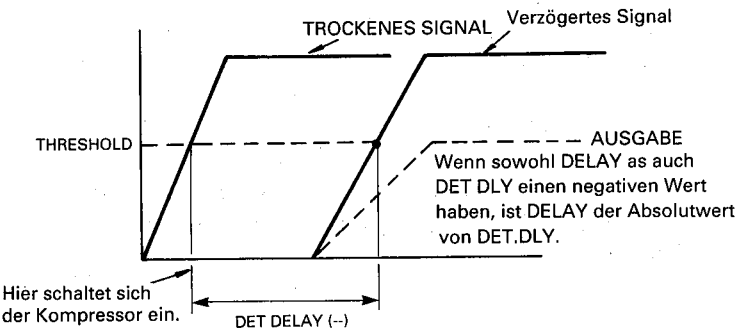 TROCKENES SIGNAL
Verzögertes Signal
THRESHOLD
AUSGABE
Wenn sowohl DELAY as auch
DET DLY einen negativen Wert
haben, ist DELAY der Absolutwert
von DET.DLY.
Hier schaltet sich
der Kompressor ein.
DET DELAY (--)